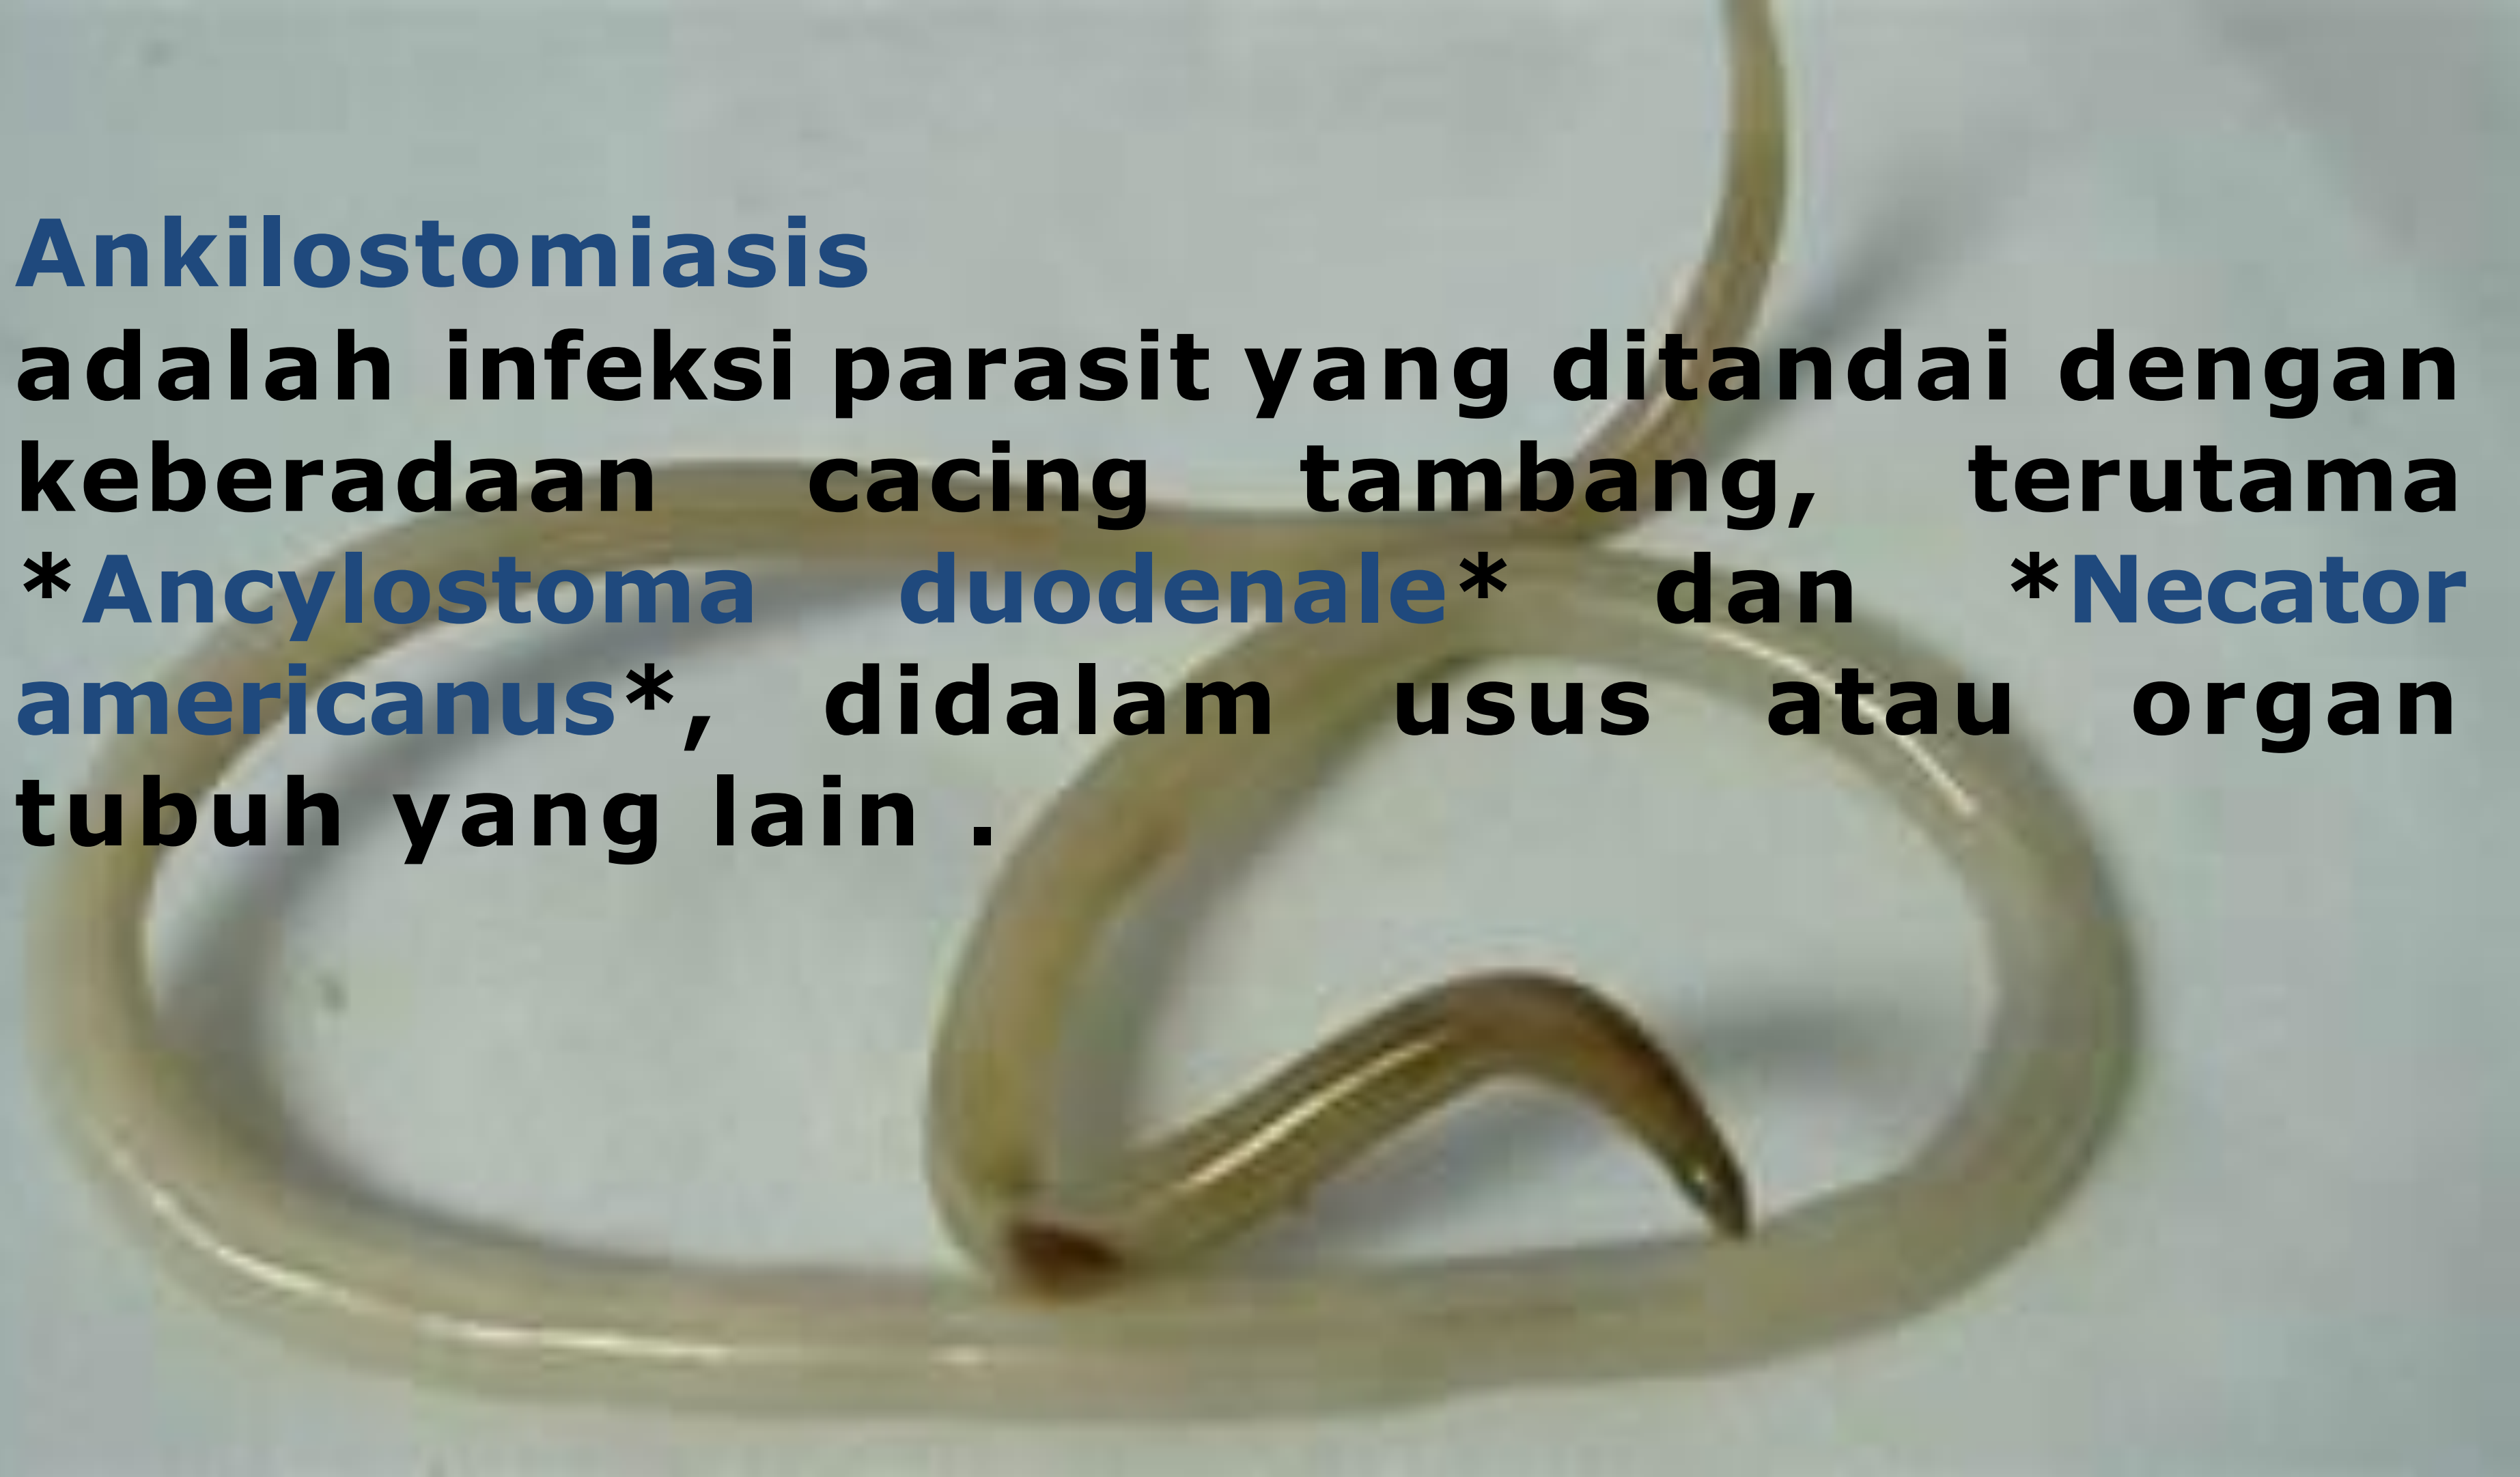 Ankilostomiasis
adalah infeksi parasit yang ditandai dengan
keberadaan cacing tambang, terutama
*Ancylostoma duodenale* dan *Necator
americanus*, didalam usus atau organ
tubuh yang lain .